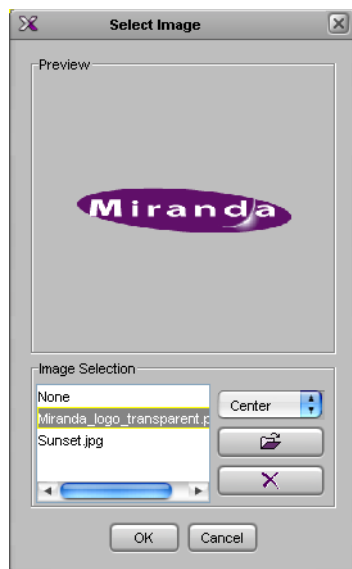 Select Image
Preview
Miranda
Image Selection
None
Miranda_logo_transparent.p
Sunset.jpg
Center
OK
Cancel